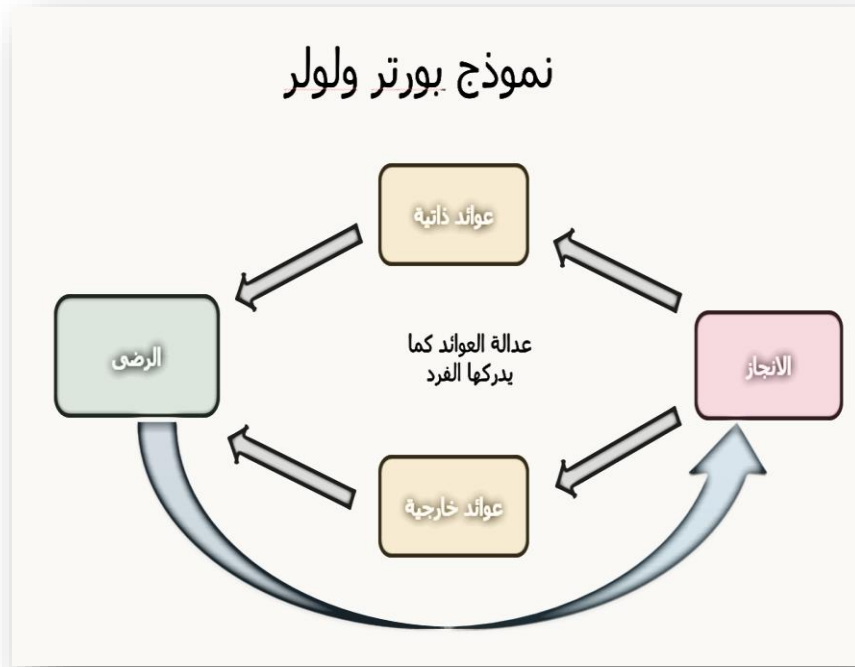 نموذج بورتر ولولر
عوائد ذاتية
الانجاز
عدالة العوائد كما
يدركها الفرد
الرضى
عوائد خارجية